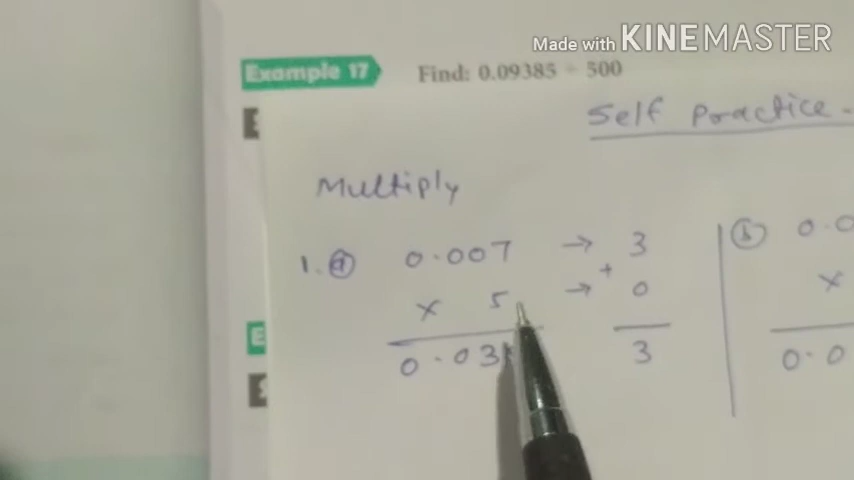 Made with KINEMASTER
Example 17 Find: 0.09385 ÷ 500
Self Practice -
Multiply
1. (a) 0.007 → 3
+
x 5 → 0
0.03 3
(b) 0.0
x
0.0